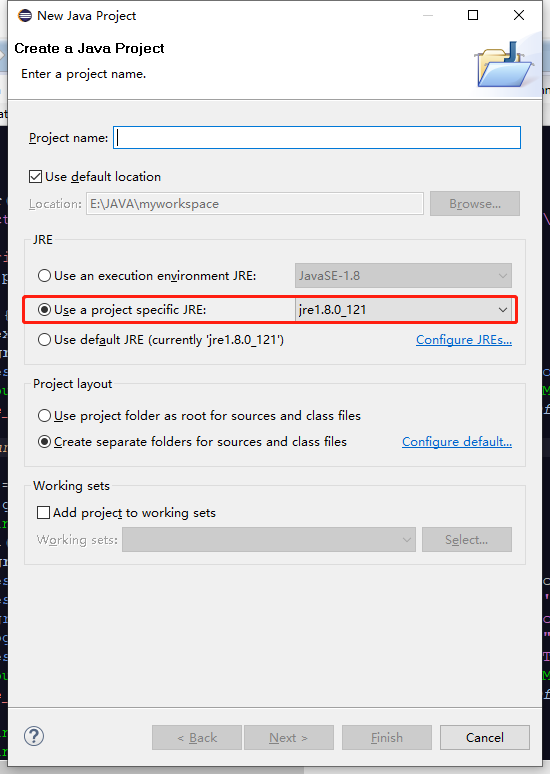 New Java Project
Create a Java Project
Enter a project name.
Project name:
Use default location
Location: E:\JAVA\myworkspace Browse...
JRE
Use an execution environment JRE: JavaSE-1.8
Use a project specific JRE: jre1.8.0_121
Use default JRE (currently 'jre1.8.0_121') Configure JREs...
Project layout
Use project folder as root for sources and class files
Create separate folders for sources and class files Configure default...
Working sets
Add project to working sets
Working sets: Select...
? < Back Next > Finish Cancel